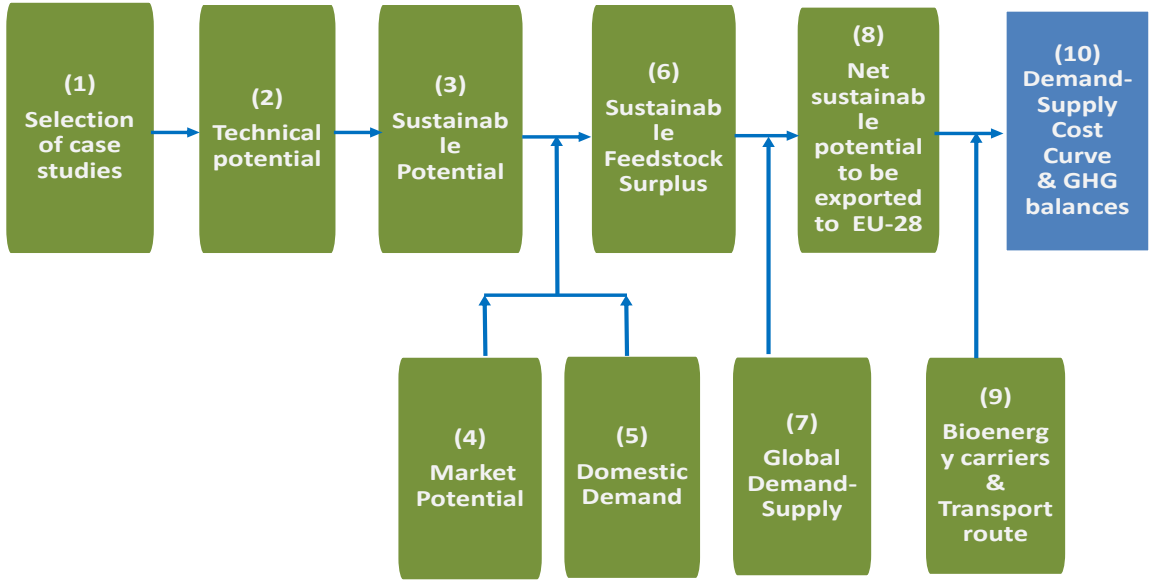 (1)
Selection
of case
studies
(2)
Technical
potential
(3)
Sustainab
le
Potential
(6)
Sustainab
le
Feedstock
Surplus
(8)
Net
sustainab
le
potential
to be
exported
to EU-28
(10)
Demand-
Supply
Cost
Curve
& GHG
balances
(4)
Market
Potential
(5)
Domestic
Demand
(7)
Global
Demand-
Supply
(9)
Bioenerg
y carriers
&
Transport
route